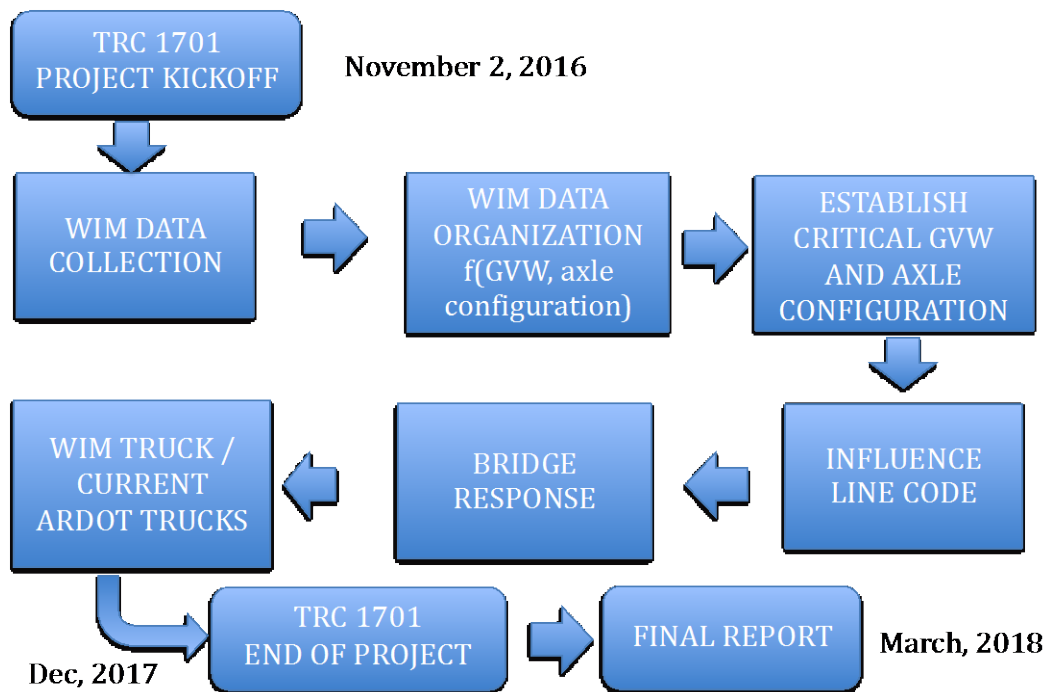 TRC 1701
PROJECT KICKOFF
November 2, 2016
WIM DATA
COLLECTION
WIM DATA
ORGANIZATION
f(GVW, axle
configuration)
ESTABLISH
CRITICAL GVW
AND AXLE
CONFIGURATION
INFLUENCE
LINE CODE
BRIDGE
RESPONSE
WIM TRUCK /
CURRENT
ARDOT TRUCKS
Dec, 2017
TRC 1701
END OF PROJECT
FINAL REPORT
March, 2018